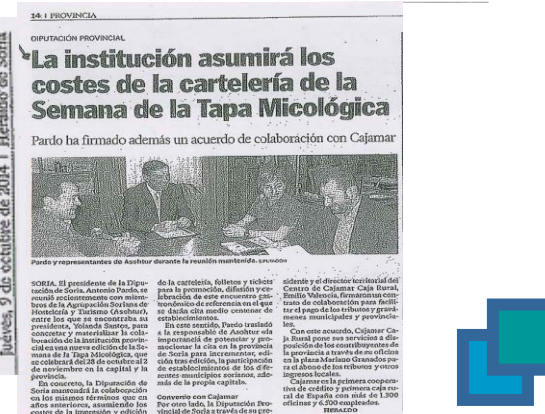 14 | PROVINCIA
DIPUTACIÓN PROVINCIAL
La institución asumirá los
costes de la cartelería de la
Semana de la Tapa Micológica
Pardo ha firmado además un acuerdo de colaboración con Cajamar
Pardo y representantes de Asohtur durante la reunión mantenida.
SORIA. El presidente de la Dipu-
tación de Soria, Antonio Pardo, se
reunió recientemente con miem-
bros de la Agrupación Soriana de
Hostelería y Turismo (Asohtur),
entre los que se encontraba su
presidenta, Yolanda Santos, para
concretar y materializar la cola-
boración de la institución provin-
cial en una nueva edición de la Se-
mana de la Tapa Micológica, que
se celebrará del 28 de octubre al 2
de noviembre en la capital y la
provincia.
En concreto, la Diputación de
Soria mantendrá la colaboración
en los mismos términos que en
años anteriores, asumiendo los
costes de la impresión y edición
de la cartelería, folletos y tickets
para la promoción, difusión y ce-
lebración de este encuentro gas-
tronómico de referencia en el que
se darán cita medio centenar de
establecimientos.
En este sentido, Pardo trasladó
a la responsable de Asohtur «la
importancia de potenciar y pro-
mocionar la cita en la provincia
de Soria para incrementar, edi-
ción tras edición, la participación
de establecimientos de los dife-
rentes municipios sorianos, ade-
más de la propia capital».
Convenio con Cajamar
Por otro lado, la Diputación Pro-
vincial de Soria a través de su pre-
sidente y el director territorial del
Centro de Cajamar Caja Rural,
Emilio Valencia, firmaron un con-
trato de colaboración para facili-
tar el pago de los tributos y gravá-
menes municipales y provincia-
les.
Con este acuerdo, Cajamar Ca-
ja Rural pone sus servicios a dis-
posición de los contribuyentes de
la provincia a través de su oficina
en la plaza Mariano Granados pa-
ra el abono de los tributos y otros
ingresos locales.
Cajamar es la primera coopera-
tiva de crédito y primera caja ru-
ral de España con más de 1.300
oficinas y 6.500 empleados.
HERALDO
Jueves, 9 de octubre de 2014 | Heraldo de Soria